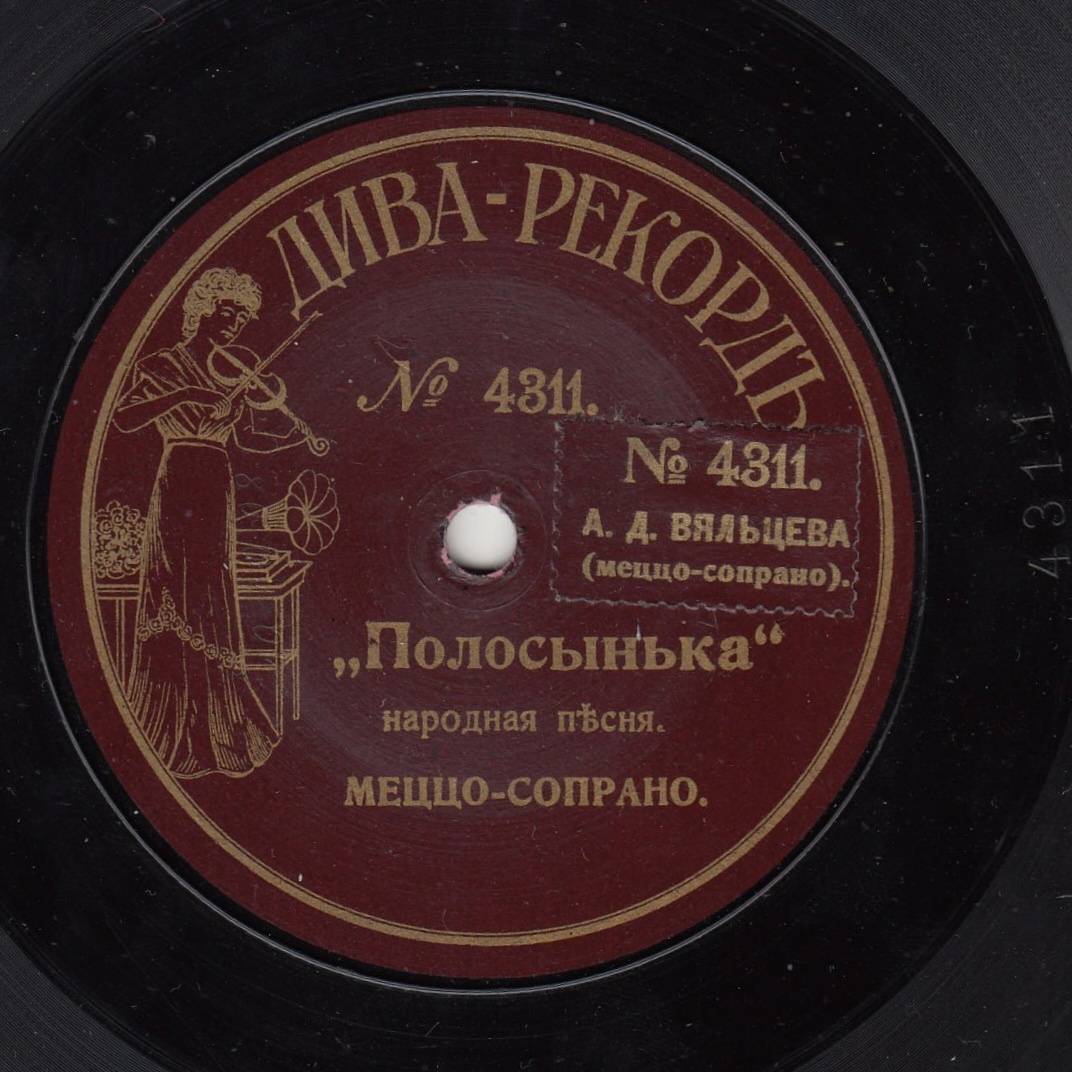 ДИВА-РЕКОРДЪ
№ 4311.
№ 4311.
А. Д. ВЯЛЬЦЕВА
(меццо-сопрано).
„Полосынька“
народная пѣсня.
МЕЦЦО-СОПРАНО.
4311